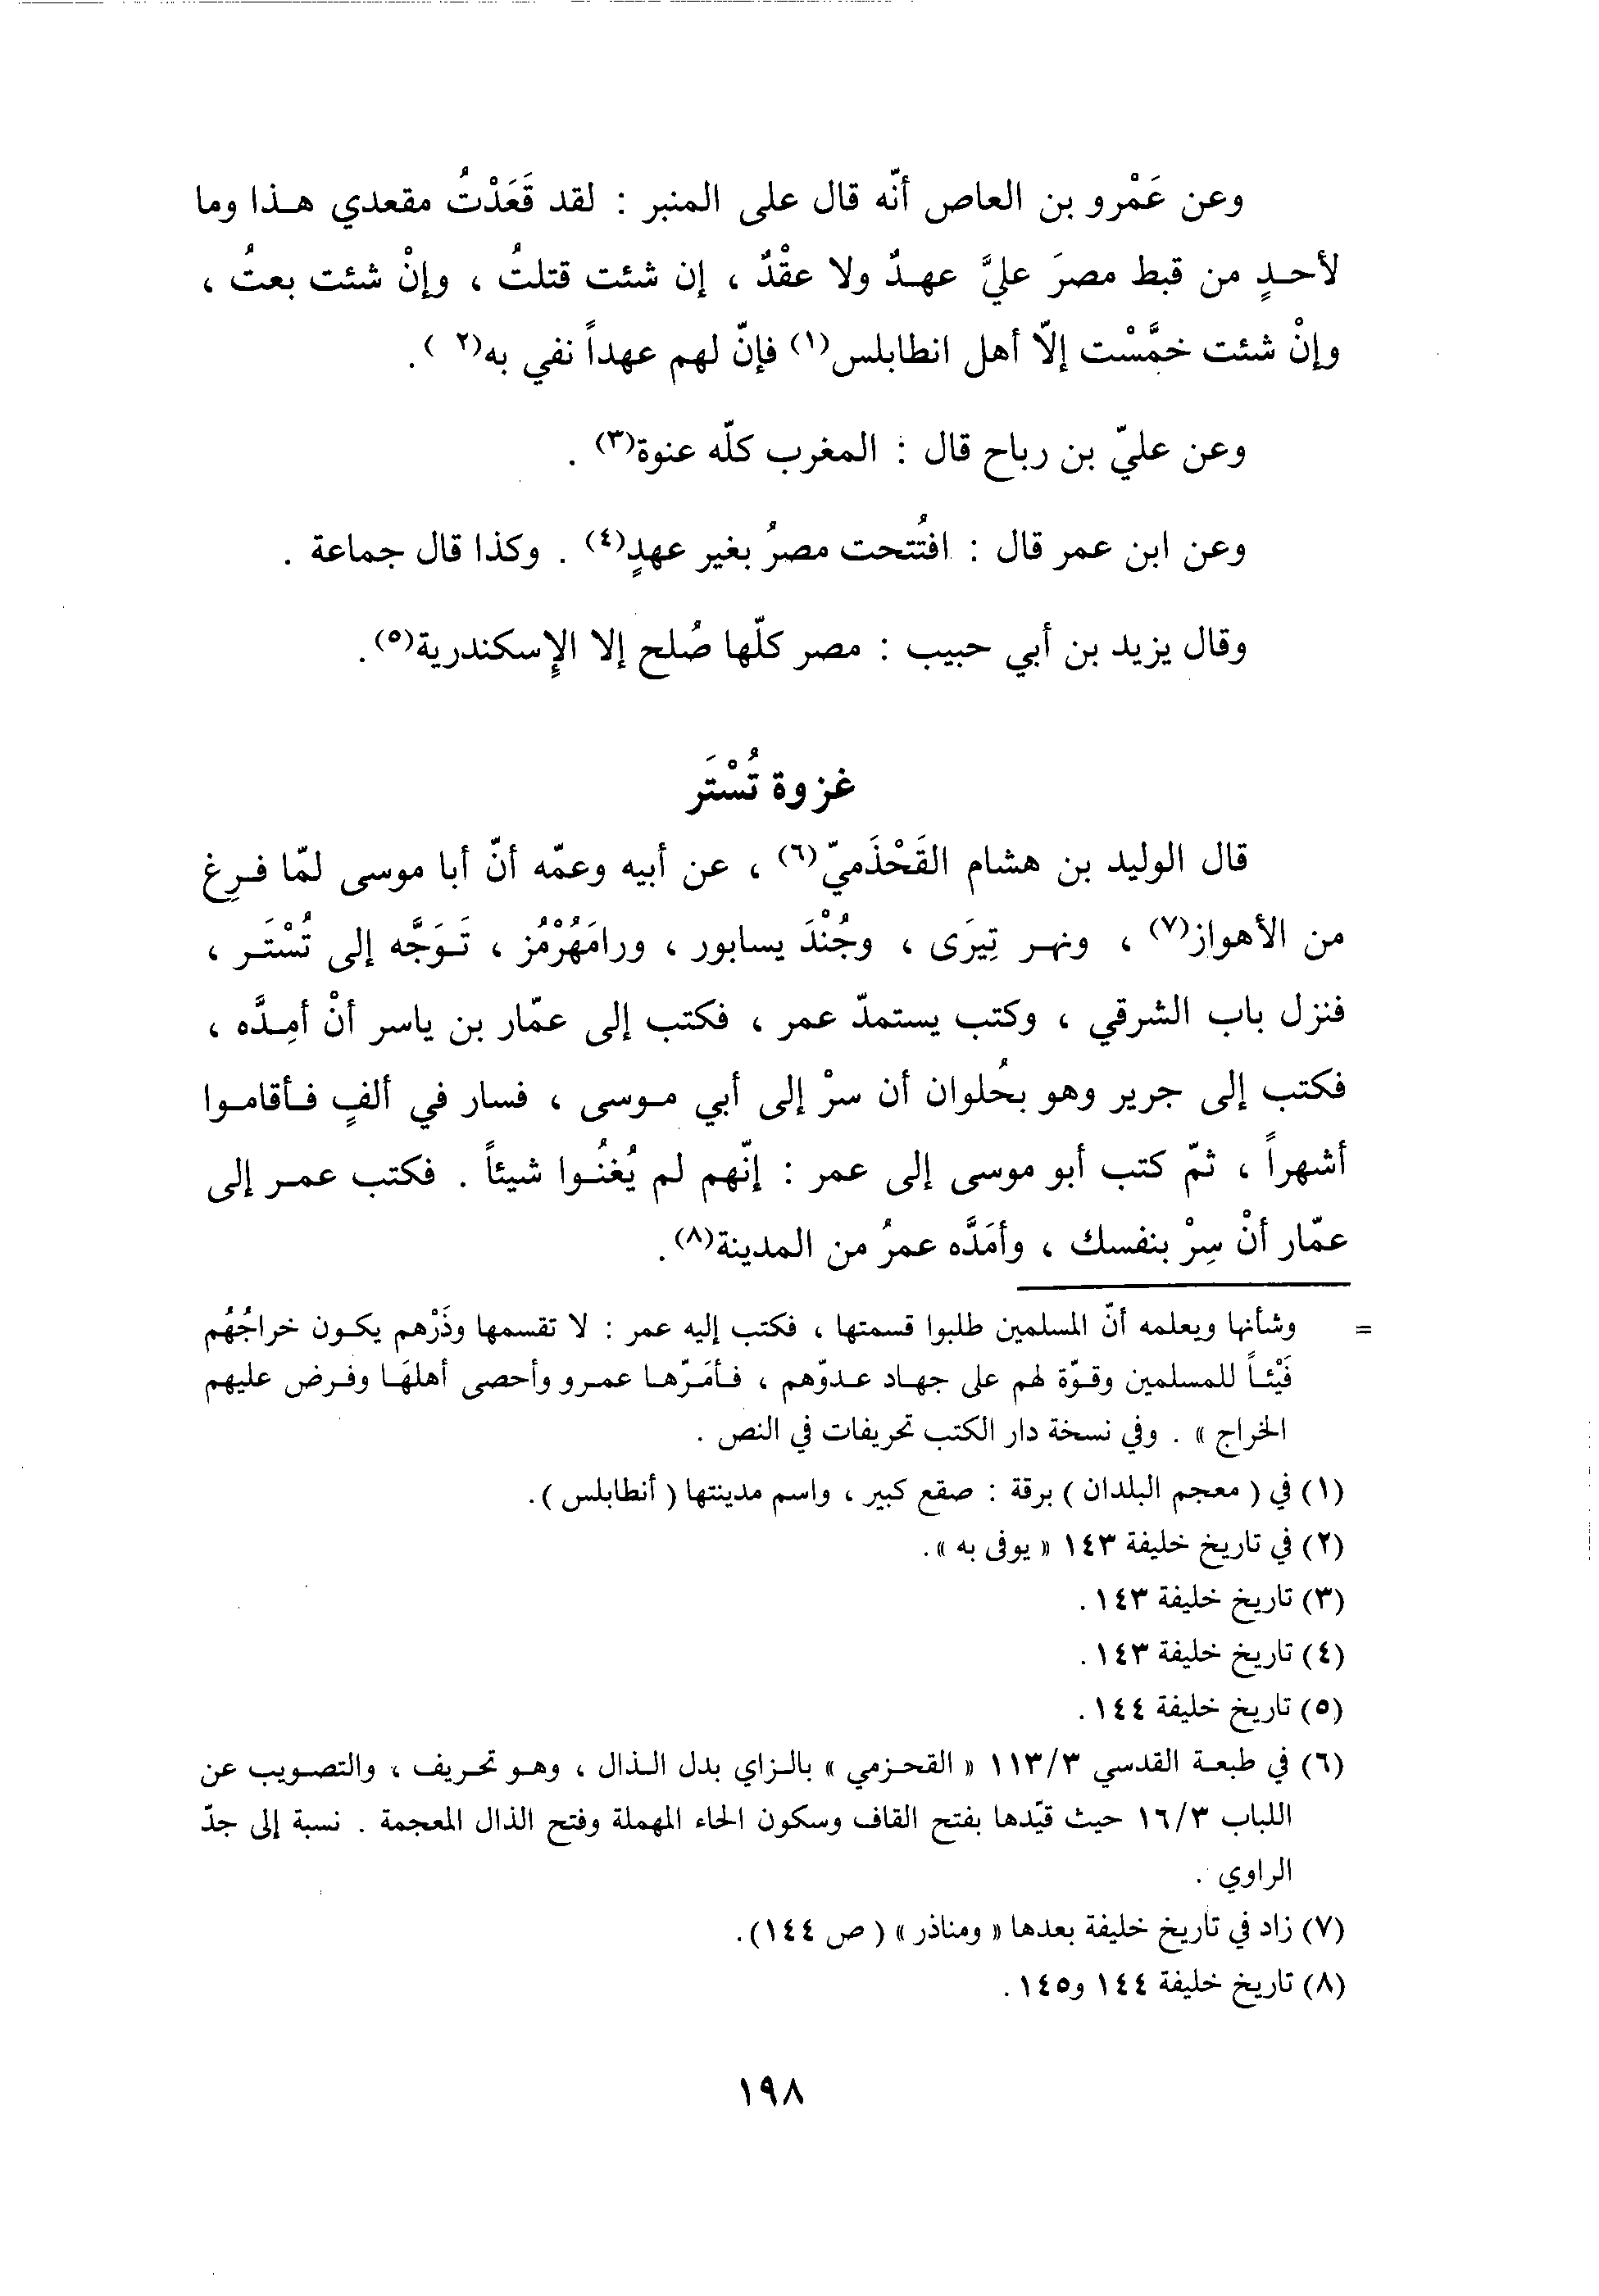 وعن عَمْرو بن العاص أنّه قال على المنبر : لقد قَعَدْتُ مقعدي هـذا وما
لأحـدٍ من قبط مصرَ عليَّ عهـدٌ ولا عقْدٌ ، إن شئت قتلتُ ، وإنْ شئت بعتُ ،
وإنْ شئت خمَّسْت إلاّ أهل انطابلس(١) فإنّ لهم عهداً نفي به(٢ ) .
وعن عليّ بن رباح قال : المغرب كلّه عنوة(٣) .
وعن ابن عمر قال : افتُتحت مصرُ بغير عهدٍ(٤) . وكذا قال جماعة .
وقال يزيد بن أبي حبيب : مصر كلّها صُلح إلا الإسكندرية(٥) .
غزوة تُسْتَر
قال الوليد بن هشام القَحْذَميّ(٦) ، عن أبيه وعمّه أنّ أبا موسى لمّا فـرِغ
من الأهواز(٧) ، ونهـر تِيرَى ، وجُنْدَ يسابور ، ورامَهُرْمُز ، تَـوَجَّه إلى تُسْتَـر ،
فنزل باب الشرقي ، وكتب يستمدّ عمر ، فكتب إلى عمّار بن ياسر أنْ أمِـدَّه ،
فكتب إلى جرير وهو بحُلوان أن سرْ إلى أبي مـوسى ، فسار في ألفٍ فـأقامـوا
أشهراً ، ثمّ كتب أبو موسى إلى عمر : إنّهم لم يُغنُـوا شيئاً . فكتب عمـر إلى
عمّار أنْ سِرْ بنفسك ، وأمَدَّه عمرُ من المدينة(٨) .
= وشأنها ويعلمه أنّ المسلمين طلبوا قسمتها ، فكتب إليه عمر : لا تقسمها وذَرْهم يكـون خراجُهُم
فَيْئـاً للمسلمين وقـوّة لهم على جهـاد عـدوّهم ، فـأمَـرّهـا عمـرو وأحصى أهلهَـا وفـرض عليهم
الخراج » . وفي نسخة دار الكتب تحريفات في النص .
(١) في ( معجم البلدان ) برقة : صقع كبير ، واسم مدينتها ( أنطابلس ) .
(٢) في تاريخ خليفة ١٤٣ « يوفى به » .
(٣) تاريخ خليفة ١٤٣ .
(٤) تاريخ خليفة ١٤٣ .
(٥) تاريخ خليفة ١٤٤ .
(٦) في طبعـة القدسي ١١٣/٣ « القحـزمي » بالـزاي بدل الـذال ، وهـو تحـريف ، والتصـويب عن
اللباب ١٦/٣ حيث قيّدها بفتح القاف وسكون الحاء المهملة وفتح الذال المعجمة . نسبة إلى جدّ
الراوي .
(٧) زاد في تاريخ خليفة بعدها « ومناذر » ( ص ١٤٤) .
(٨) تاريخ خليفة ١٤٤ و١٤٥ .
١٩٨